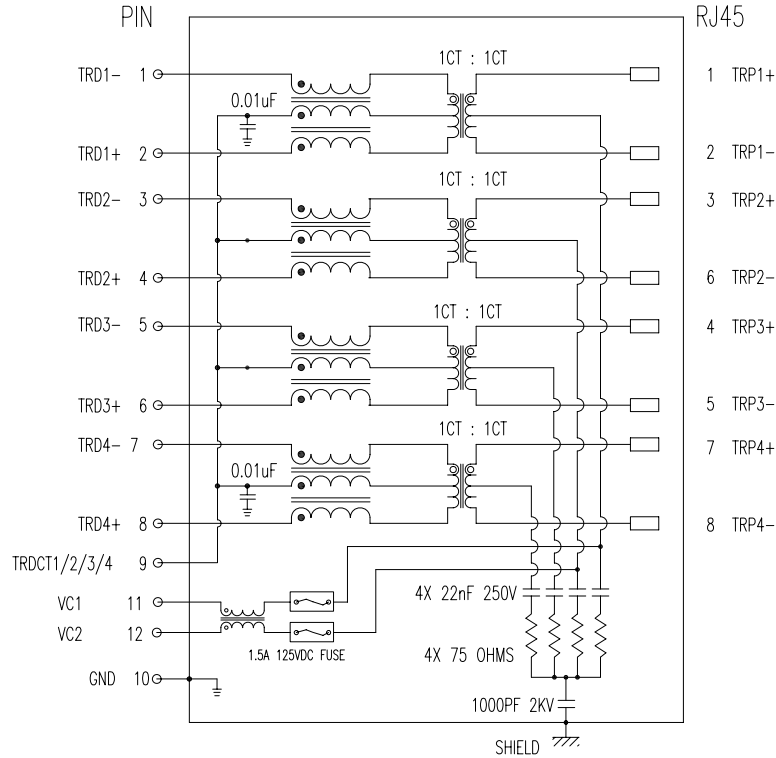 PIN RJ45
1CT : 1CT
TRD1- 1 1 TRP1+
0.01uF
TRD1+ 2 2 TRP1-
1CT : 1CT
TRD2- 3 3 TRP2+
TRD2+ 4 6 TRP2-
1CT : 1CT
TRD3- 5 4 TRP3+
TRD3+ 6 5 TRP3-
1CT : 1CT
TRD4- 7 7 TRP4+
0.01uF
TRD4+ 8 8 TRP4-
TRDCT1/2/3/4 9
4X 22nF 250V
VC1 11
VC2 12
1.5A 125VDC FUSE
4X 75 OHMS
GND 10
1000PF 2KV
SHIELD